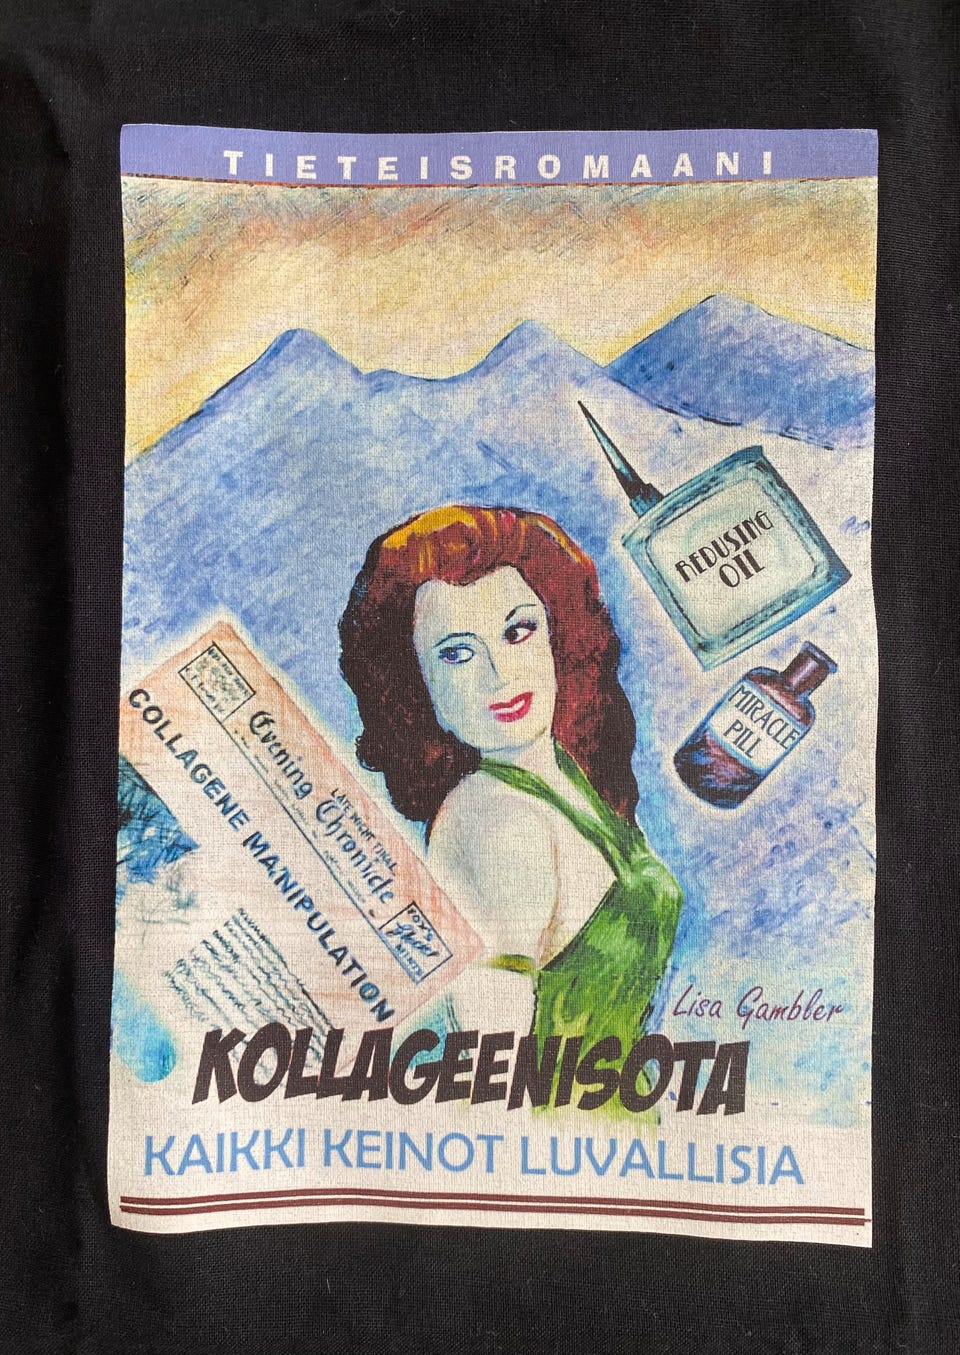 TIETEISROMAANI
REDUSING
OIL
MIRACLE
PILL
Evening Chronicle
LATE NIGHT FINAL
COLLAGENE MANIPULATION
Lisa Gambler
KOLLAGEENISOTA
KAIKKI KEINOT LUVALLISIA